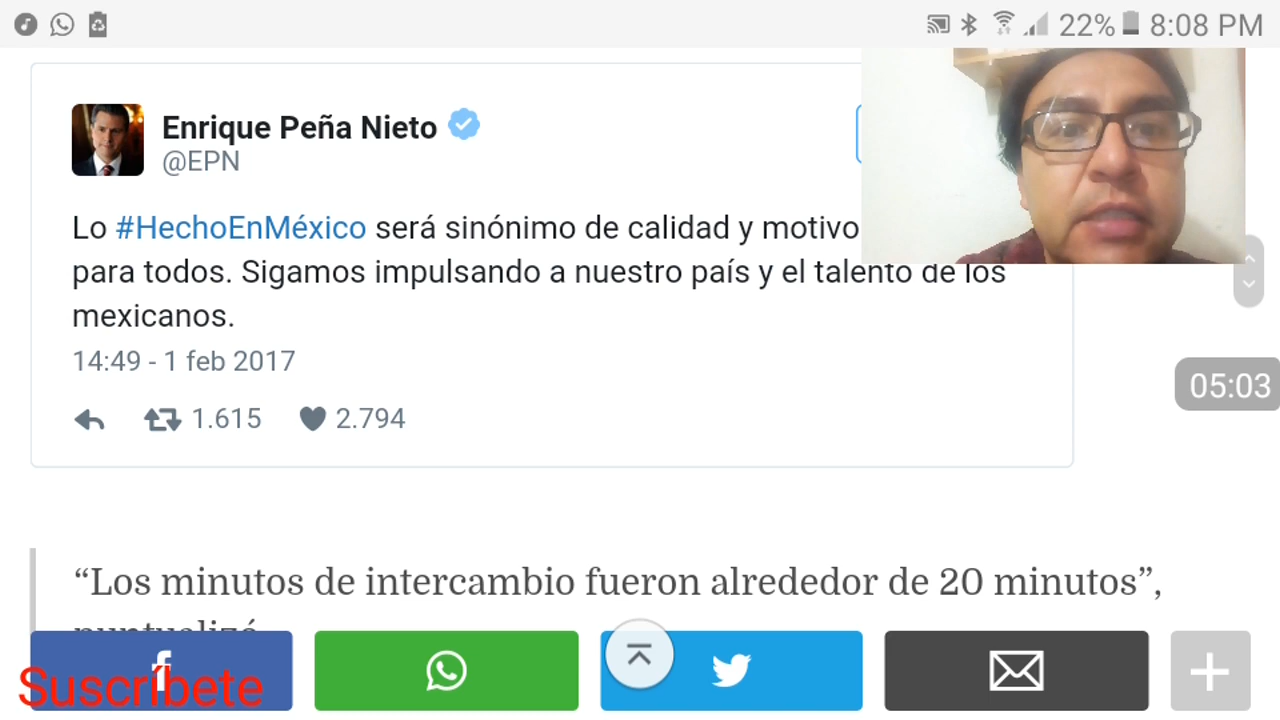 22% 8:08 PM
Enrique Peña Nieto
@EPN
Lo #HechoEnMéxico será sinónimo de calidad y motivo
para todos. Sigamos impulsando a nuestro país y el talento de los
mexicanos.
14:49 - 1 feb 2017
1.615 2.794
05:03
“Los minutos de intercambio fueron alrededor de 20 minutos”,
puntualizó
Suscríbete